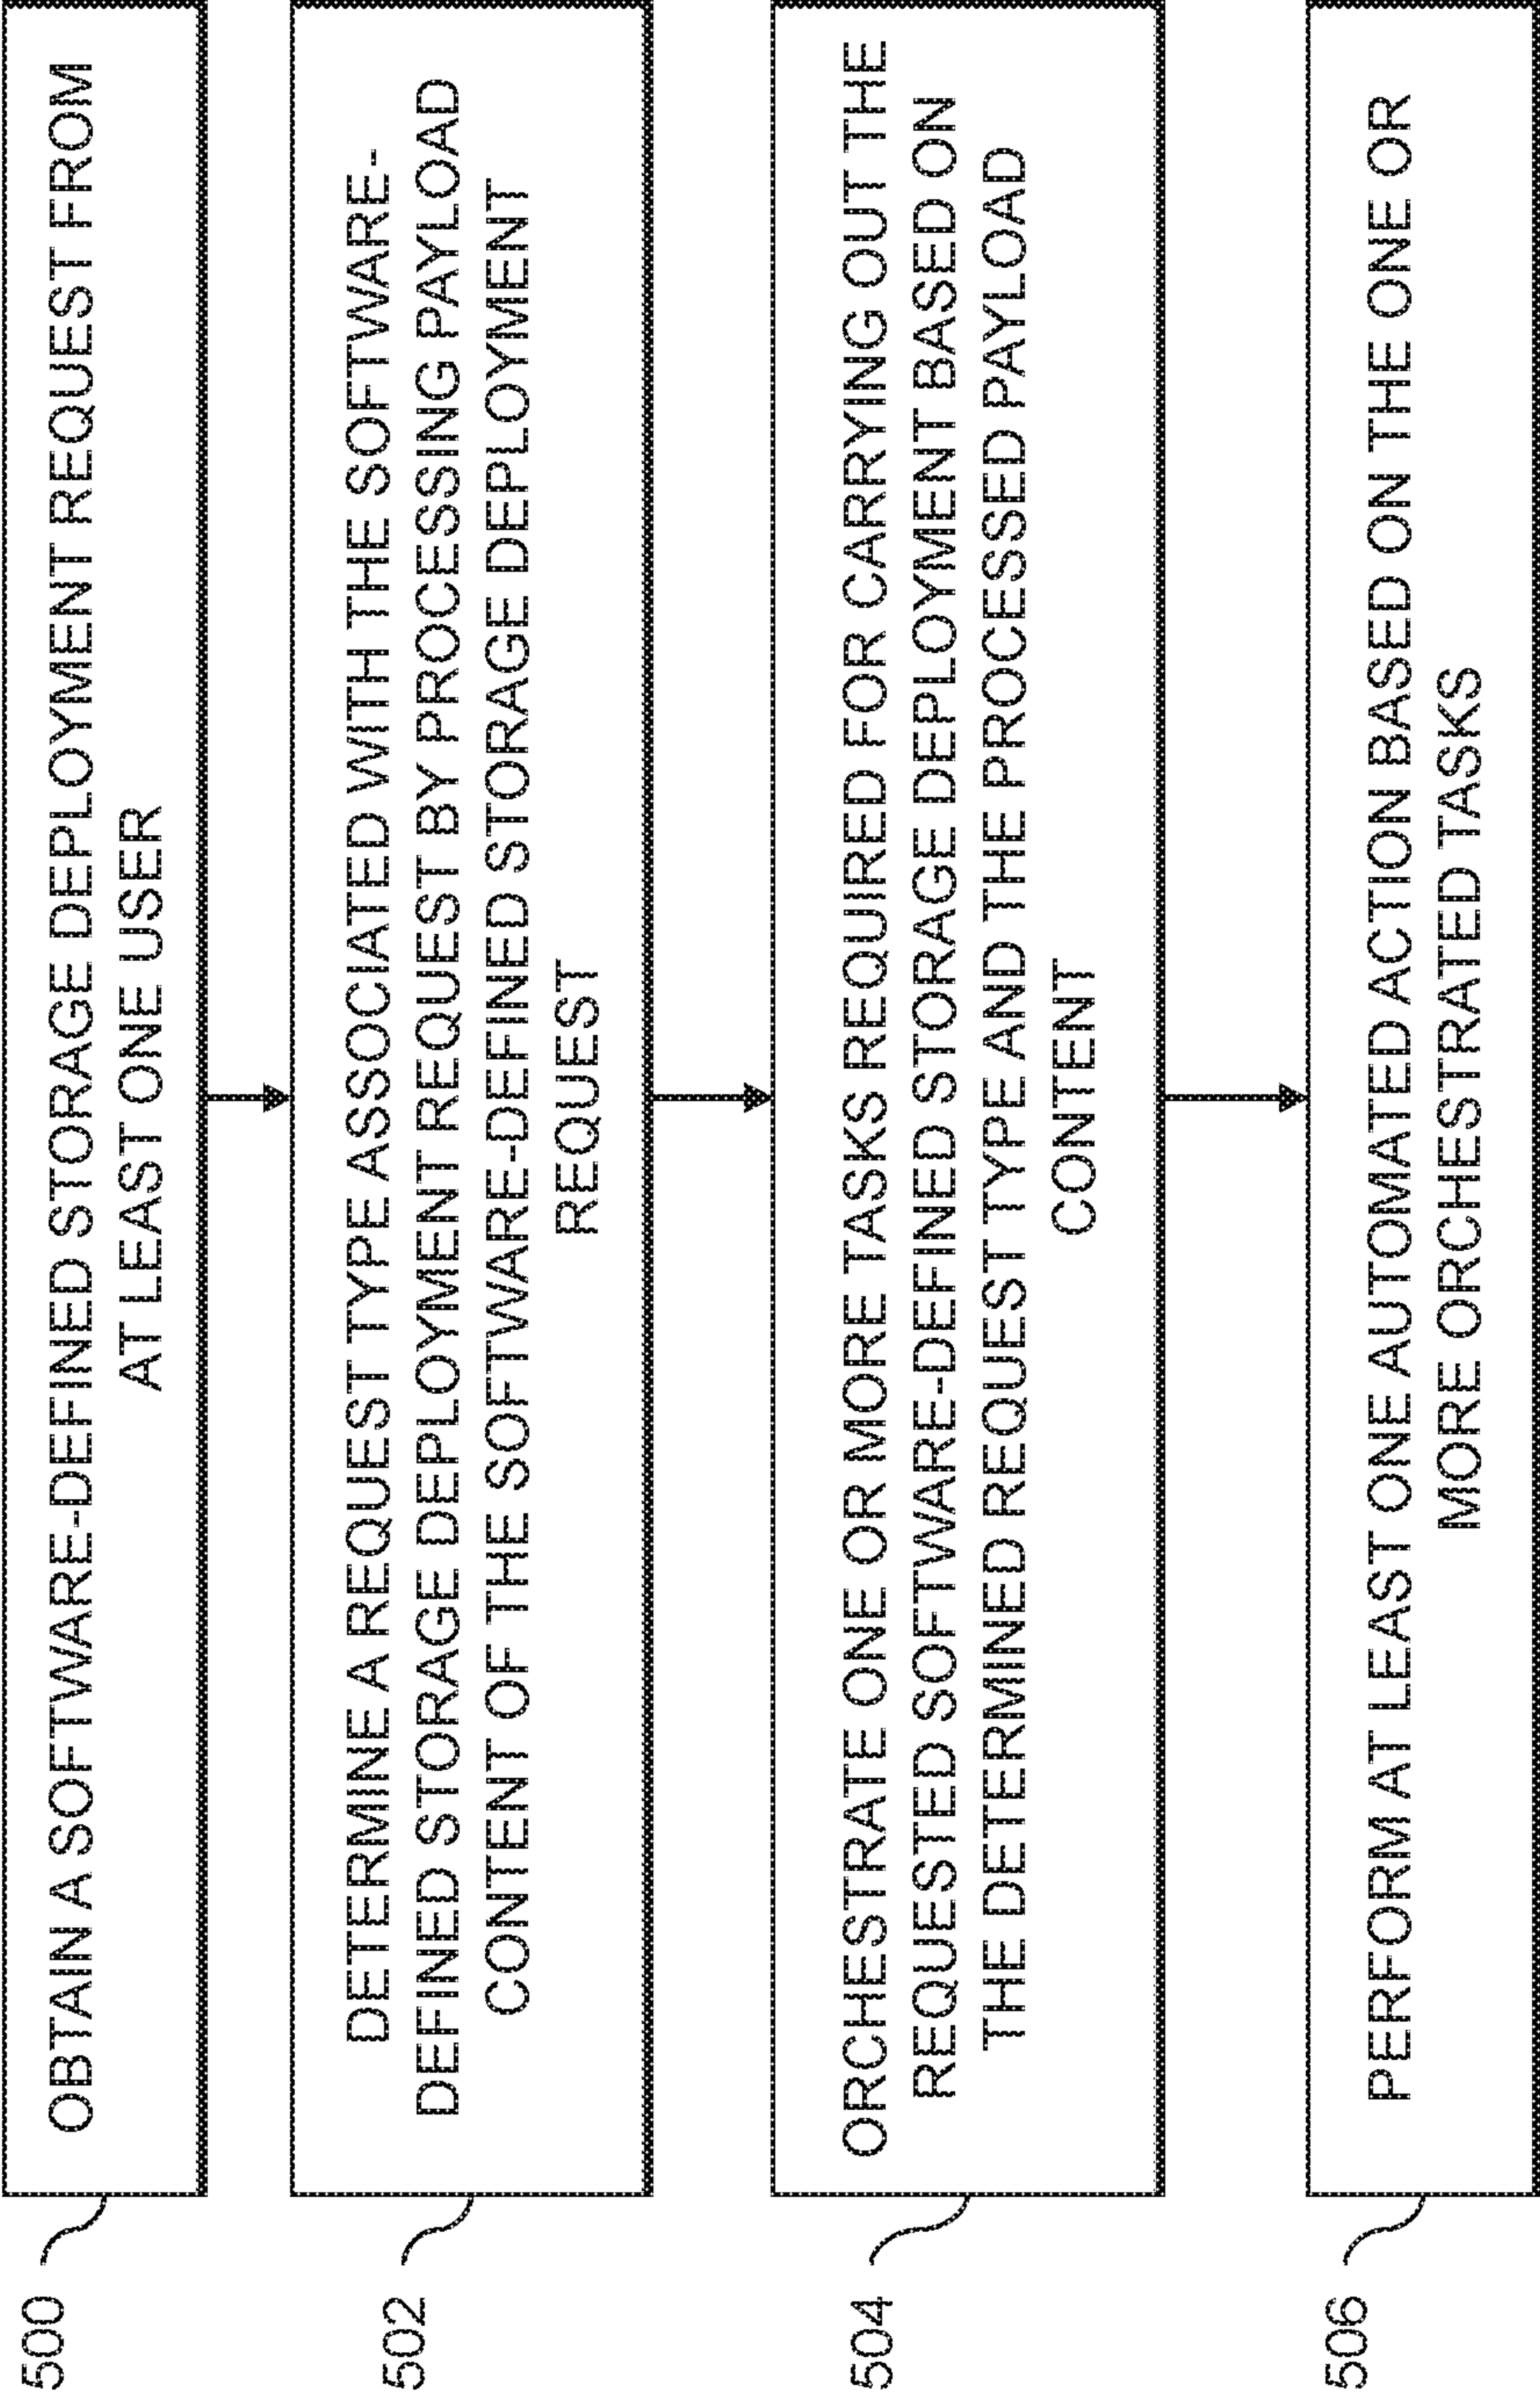 500
OBTAIN A SOFTWARE-DEFINED STORAGE DEPLOYMENT REQUEST FROM
AT LEAST ONE USER
502
DETERMINE A REQUEST TYPE ASSOCIATED WITH THE SOFTWARE-
DEFINED STORAGE DEPLOYMENT REQUEST BY PROCESSING PAYLOAD
CONTENT OF THE SOFTWARE-DEFINED STORAGE DEPLOYMENT
REQUEST
504
ORCHESTRATE ONE OR MORE TASKS REQUIRED FOR CARRYING OUT THE
REQUESTED SOFTWARE-DEFINED STORAGE DEPLOYMENT BASED ON
THE DETERMINED REQUEST TYPE AND THE PROCESSED PAYLOAD
CONTENT
506
PERFORM AT LEAST ONE AUTOMATED ACTION BASED ON THE ONE OR
MORE ORCHESTRATED TASKS